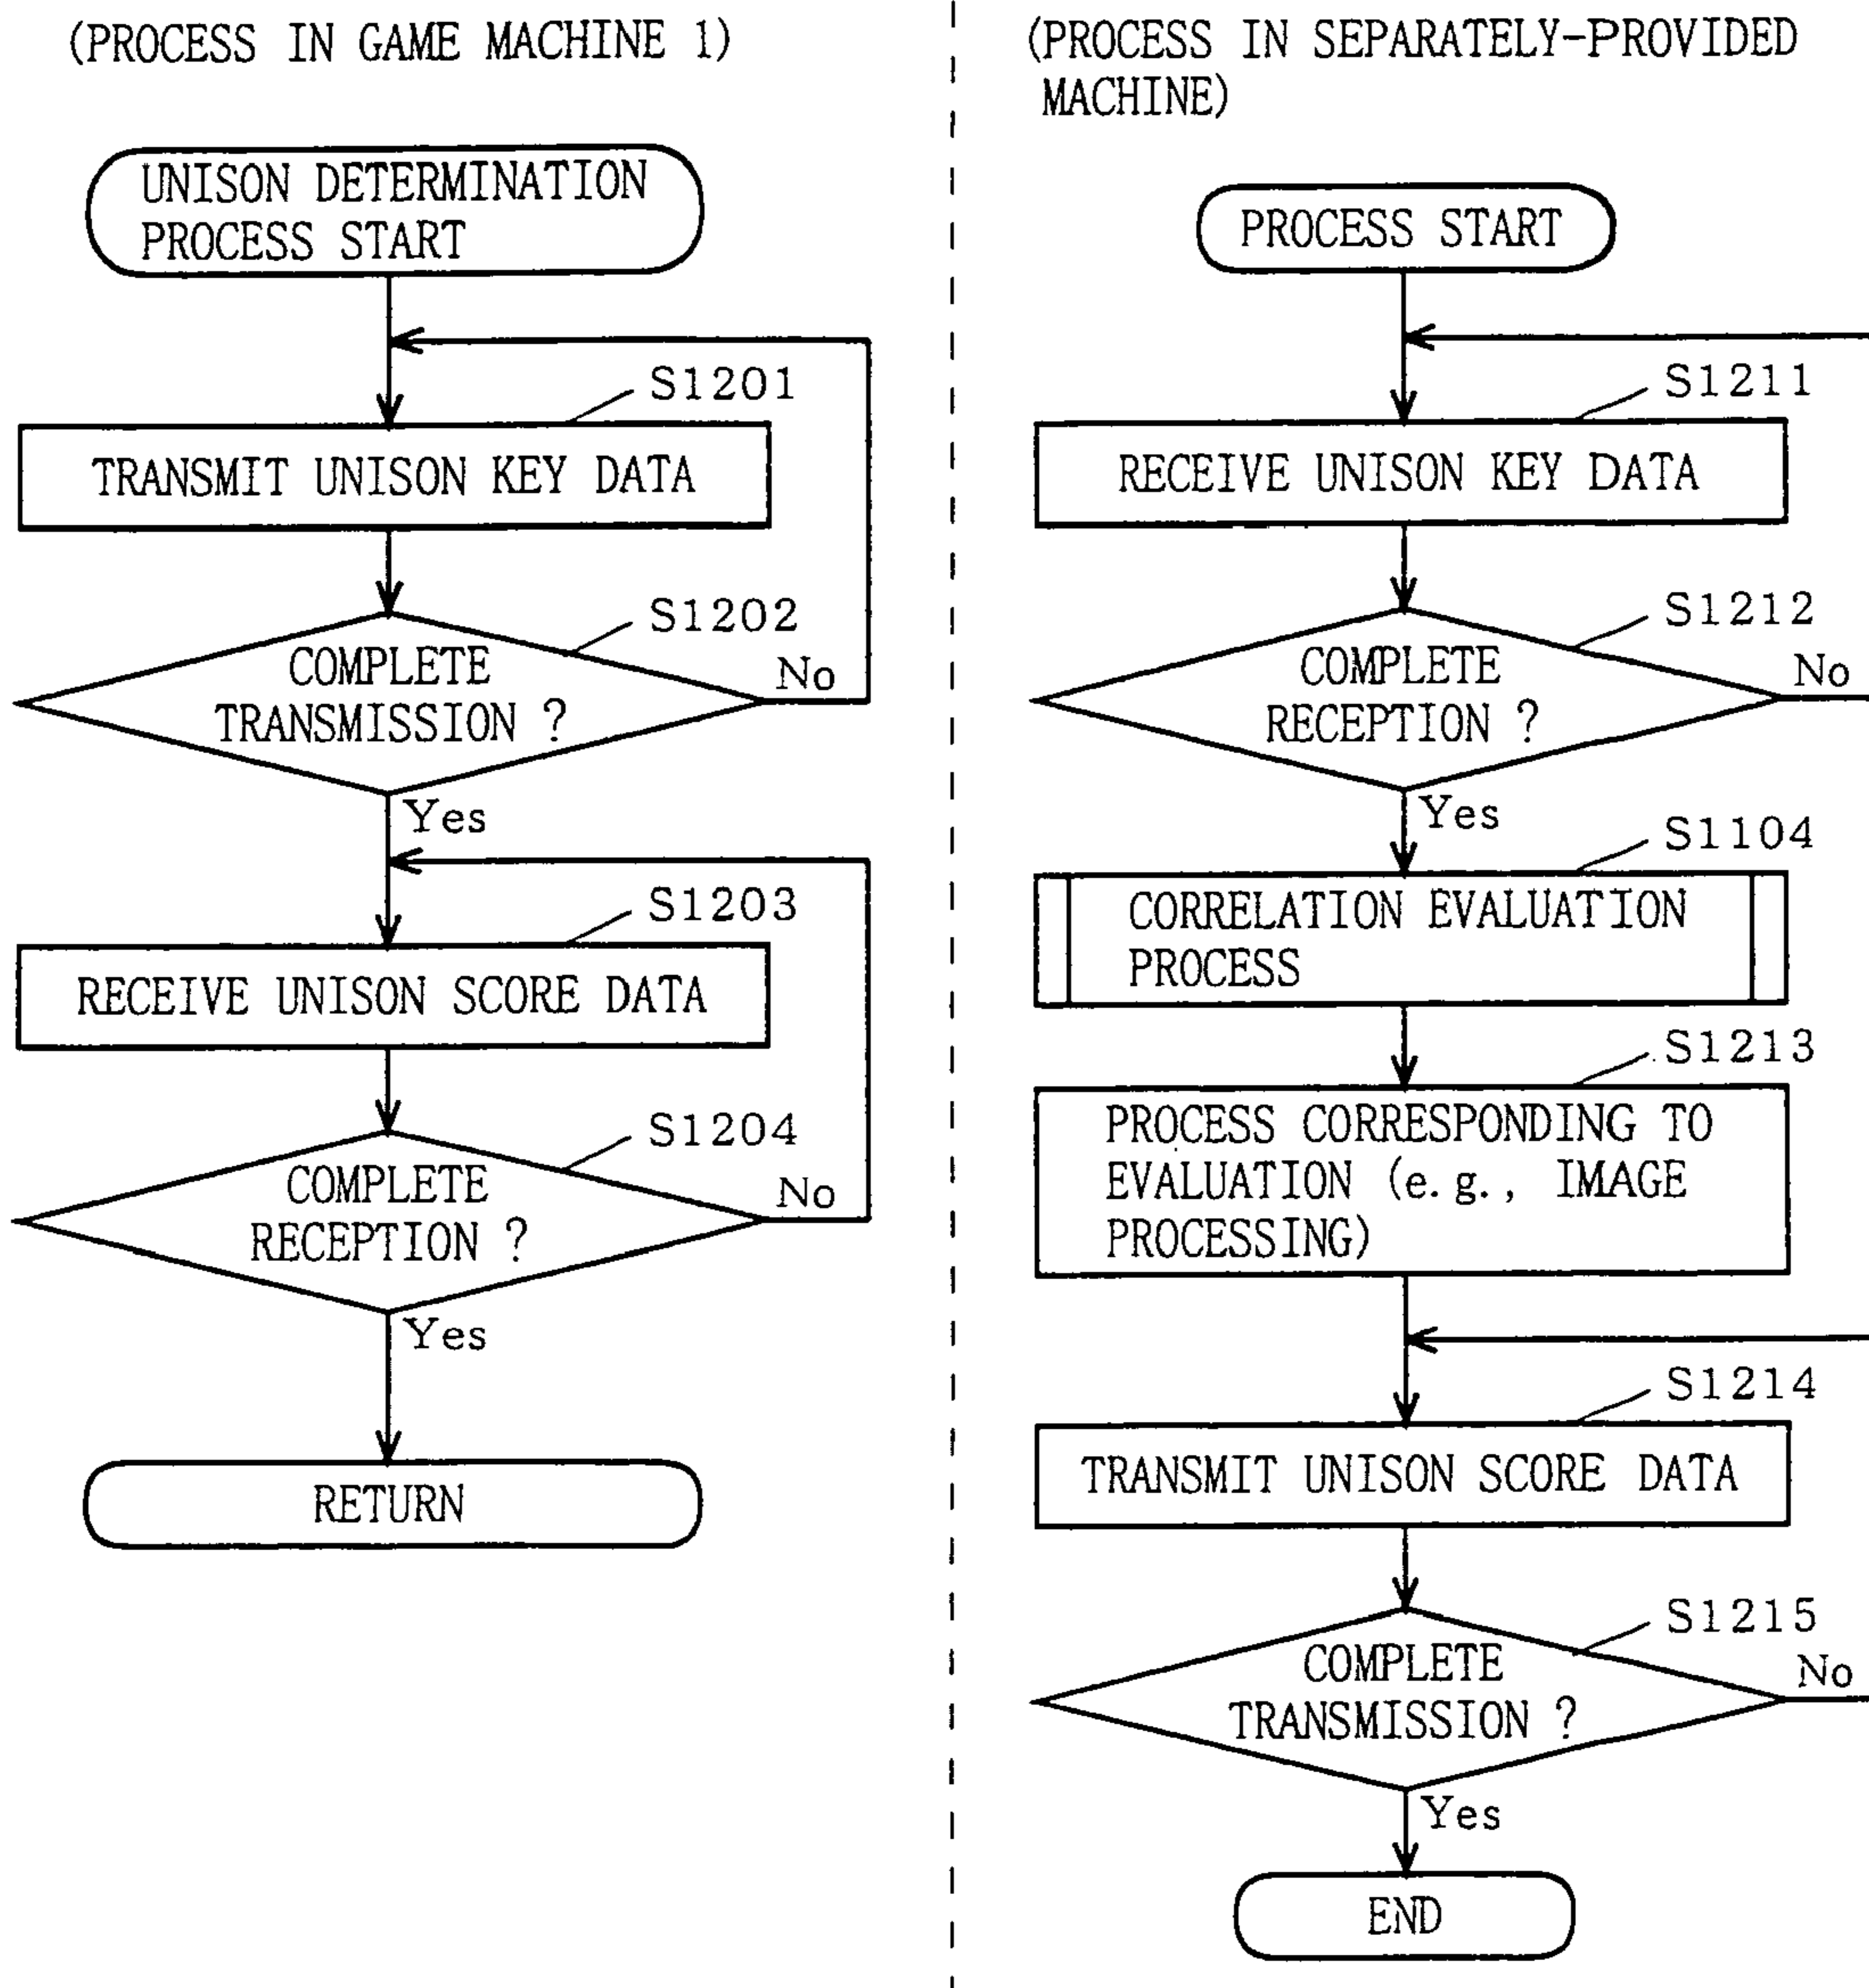 (PROCESS IN GAME MACHINE 1)
UNISON DETERMINATION
PROCESS START
S1201
TRANSMIT UNISON KEY DATA
S1202
COMPLETE
TRANSMISSION ?
No
Yes
S1203
RECEIVE UNISON SCORE DATA
S1204
COMPLETE
RECEPTION ?
No
Yes
RETURN
(PROCESS IN SEPARATELY-PROVIDED
MACHINE)
PROCESS START
S1211
RECEIVE UNISON KEY DATA
S1212
COMPLETE
RECEPTION ?
No
Yes
S1104
CORRELATION EVALUATION
PROCESS
S1213
PROCESS CORRESPONDING TO
EVALUATION (e.g., IMAGE
PROCESSING)
S1214
TRANSMIT UNISON SCORE DATA
S1215
COMPLETE
TRANSMISSION ?
No
Yes
END